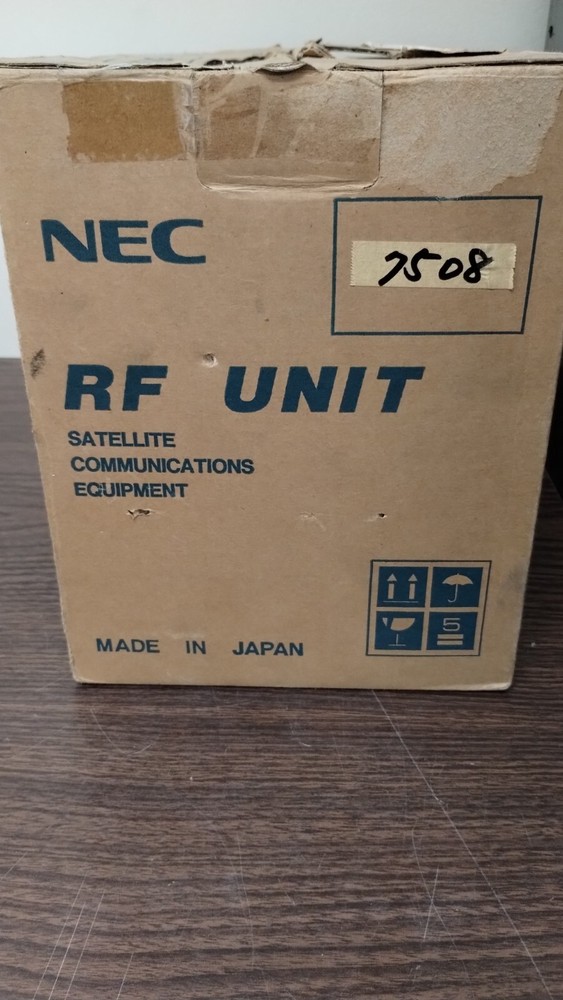 NEC
7508
RF UNIT
SATELLITE
COMMUNICATIONS
EQUIPMENT
5
MADE IN JAPAN